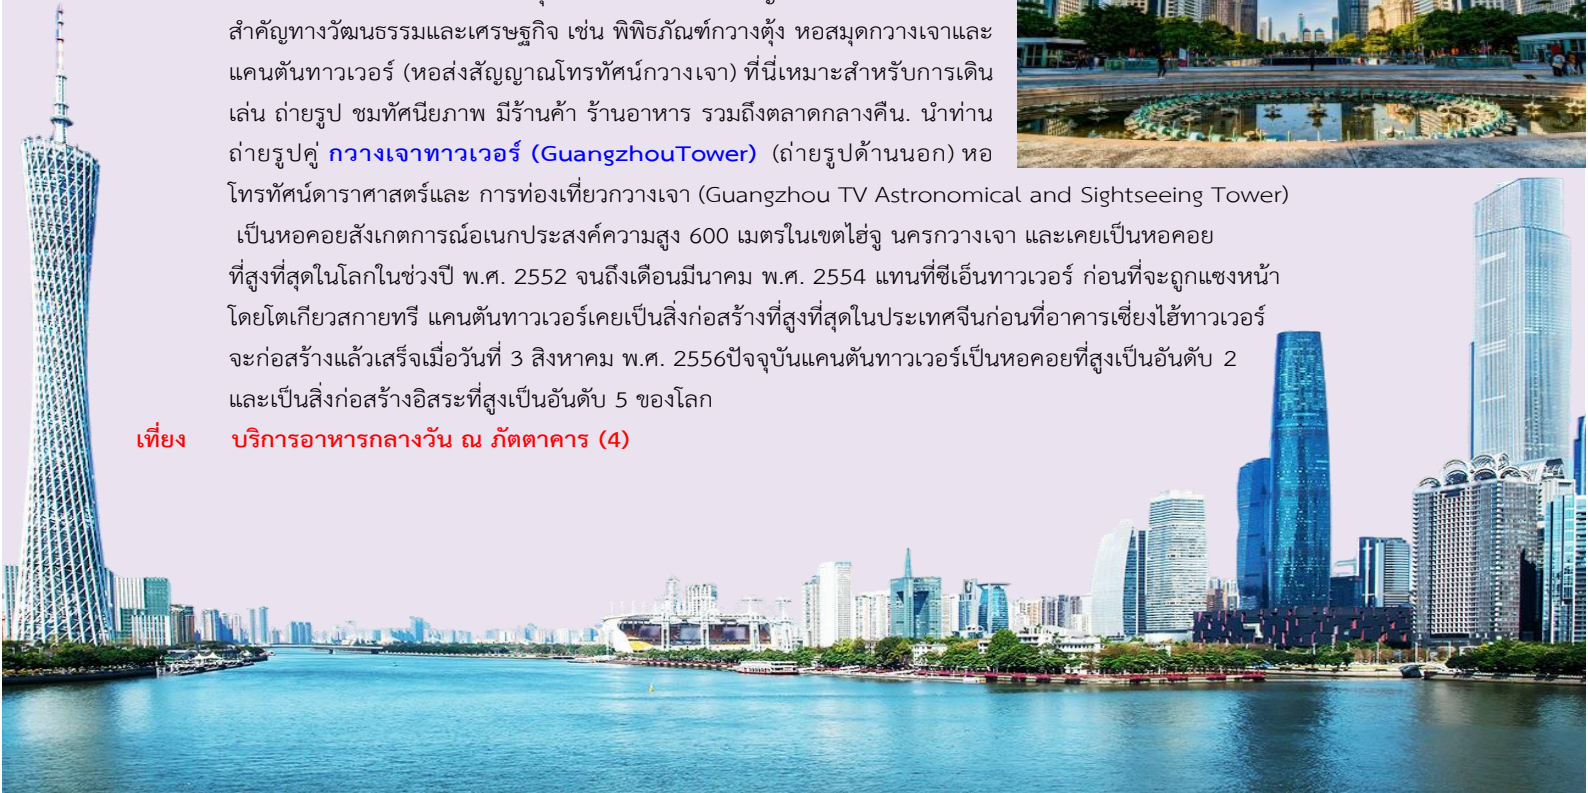 สำคัญทางวัฒนธรรมและเศรษฐกิจ เช่น พิพิธภัณฑ์กวางตุ้ง หอสมุดกวางเจาและ
แคนตันทาวเวอร์ (หอส่งสัญญาณโทรทัศน์กวางเจา) ที่นี่เหมาะสำหรับการเดิน
เล่น ถ่ายรูป ชมทัศนียภาพ มีร้านค้า ร้านอาหาร รวมถึงตลาดกลางคืน. นำท่าน
ถ่ายรูปคู่ กวางเจาทาวเวอร์ (GuangzhouTower) (ถ่ายรูปด้านนอก) หอ
โทรทัศน์ดาราศาสตร์และ การท่องเที่ยวกวางเจา (Guangzhou TV Astronomical and Sightseeing Tower)
เป็นหอคอยสังเกตการณ์อเนกประสงค์ความสูง 600 เมตรในเขตไฮ่จู นครกวางเจา และเคยเป็นหอคอย
ที่สูงที่สุดในโลกในช่วงปี พ.ศ. 2552 จนถึงเดือนมีนาคม พ.ศ. 2554 แทนที่ซีเอ็นทาวเวอร์ ก่อนที่จะถูกแซงหน้า
โดยโตเกียวสกายทรี แคนตันทาวเวอร์เคยเป็นสิ่งก่อสร้างที่สูงที่สุดในประเทศจีนก่อนที่อาคารเซี่ยงไฮ้ทาวเวอร์
จะก่อสร้างแล้วเสร็จเมื่อวันที่ 3 สิงหาคม พ.ศ. 2556ปัจจุบันแคนตันทาวเวอร์เป็นหอคอยที่สูงเป็นอันดับ 2
และเป็นสิ่งก่อสร้างอิสระที่สูงเป็นอันดับ 5 ของโลก
เที่ยง บริการอาหารกลางวัน ณ ภัตตาคาร (4)